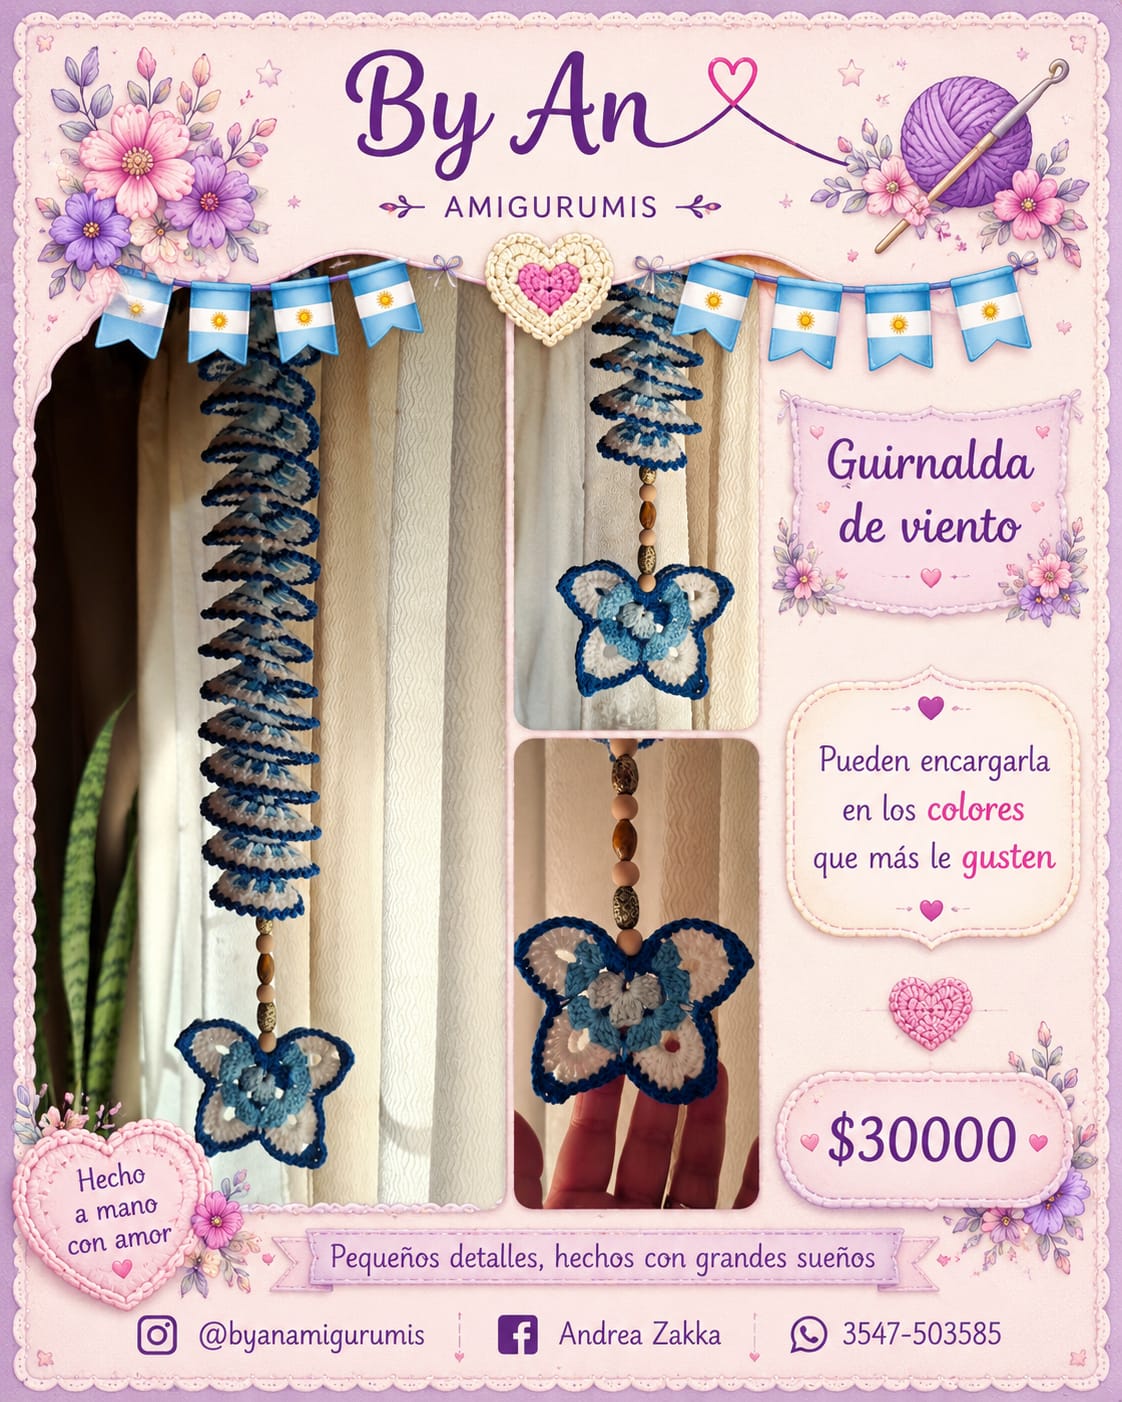 By An
AMIGURUMIS
Guirnalda
de viento
Pueden encargarla
en los colores
que más le gusten
$30000
Hecho
a mano
con amor
Pequeños detalles, hechos con grandes sueños
@byanamigurumis
Andrea Zakka
3547-503585